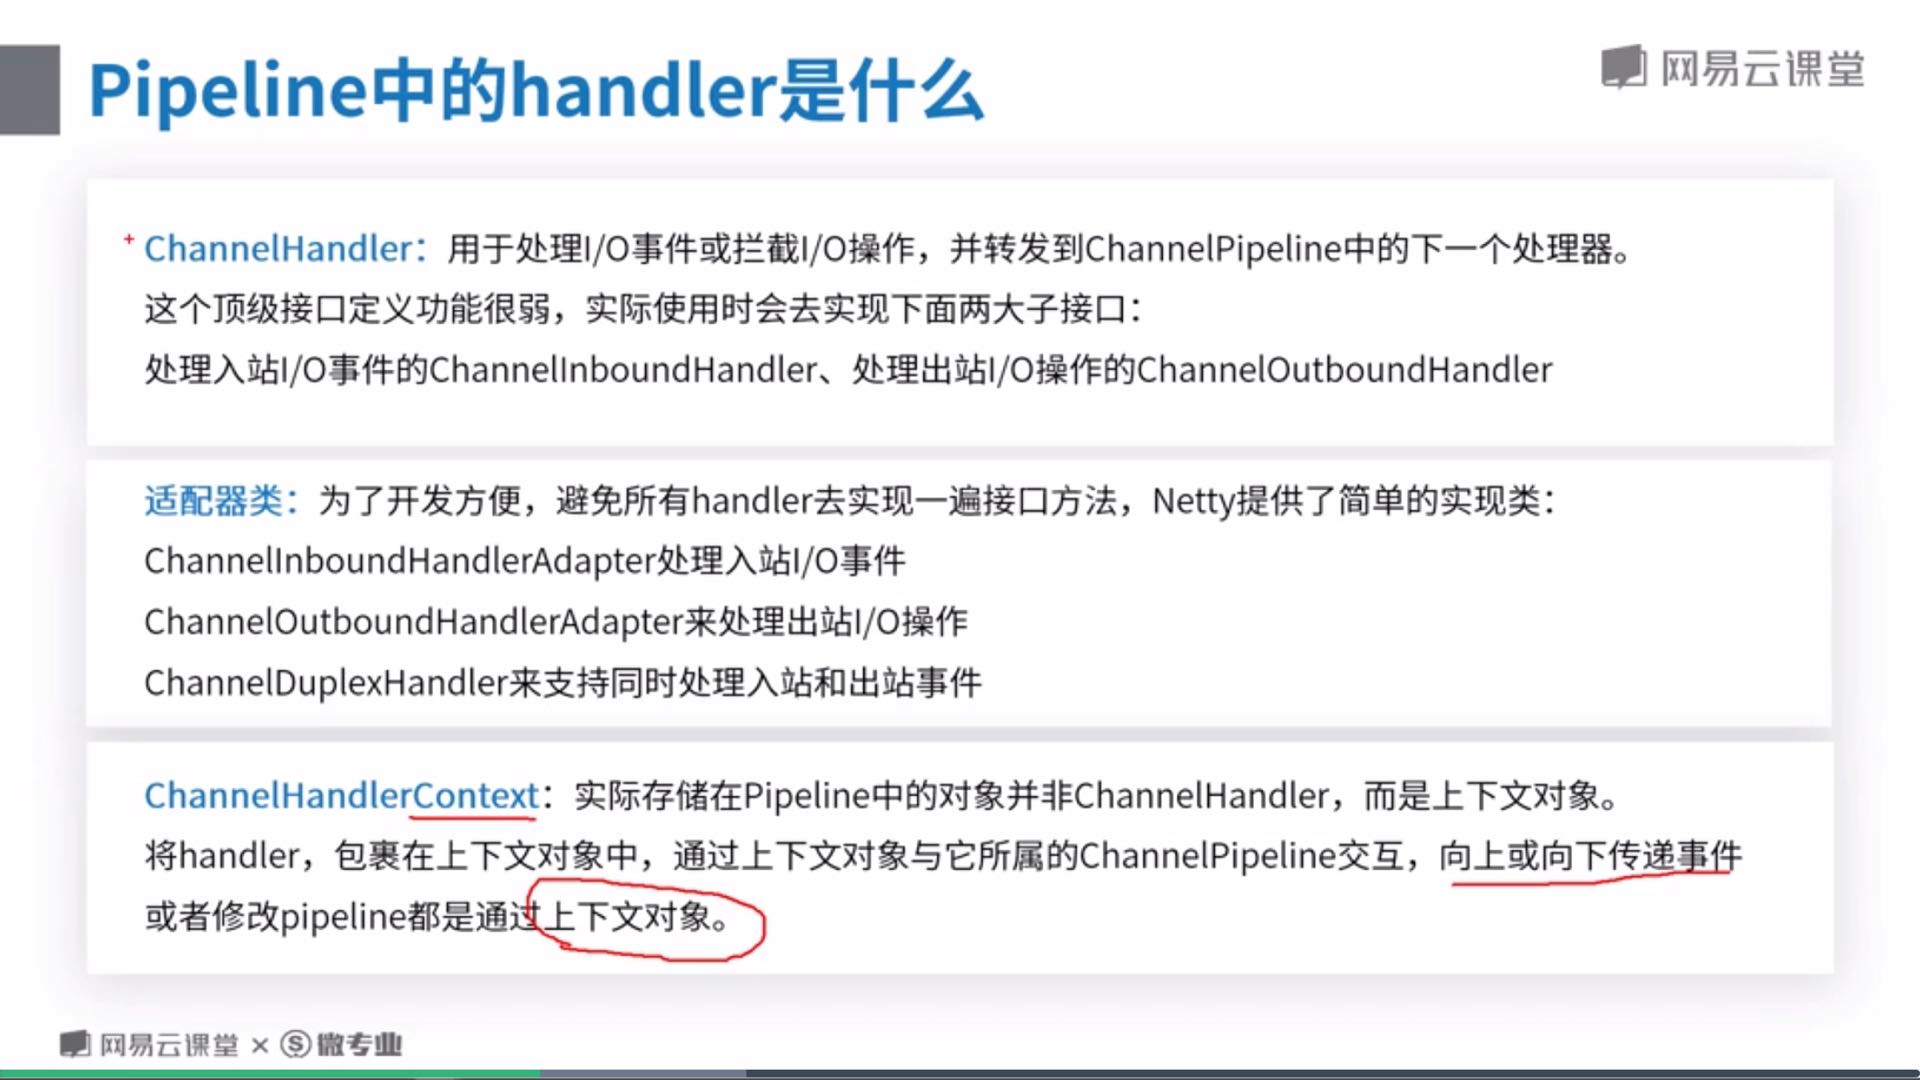 Pipeline中的handler是什么
网易云课堂
ChannelHandler：用于处理I/O事件或拦截I/O操作，并转发到ChannelPipeline中的下一个处理器。
这个顶级接口定义功能很弱，实际使用时会去实现下面两大子接口：
处理入站I/O事件的ChannelInboundHandler、处理出站I/O操作的ChannelOutboundHandler
适配器类：为了开发方便，避免所有handler去实现一遍接口方法，Netty提供了简单的实现类：
ChannelInboundHandlerAdapter处理入站I/O事件
ChannelOutboundHandlerAdapter来处理出站I/O操作
ChannelDuplexHandler来支持同时处理入站和出站事件
ChannelHandlerContext：实际存储在Pipeline中的对象并非ChannelHandler，而是上下文对象。
将handler，包裹在上下文对象中，通过上下文对象与它所属的ChannelPipeline交互，向上或向下传递事件
或者修改pipeline都是通过上下文对象。
网易云课堂 × S 微专业